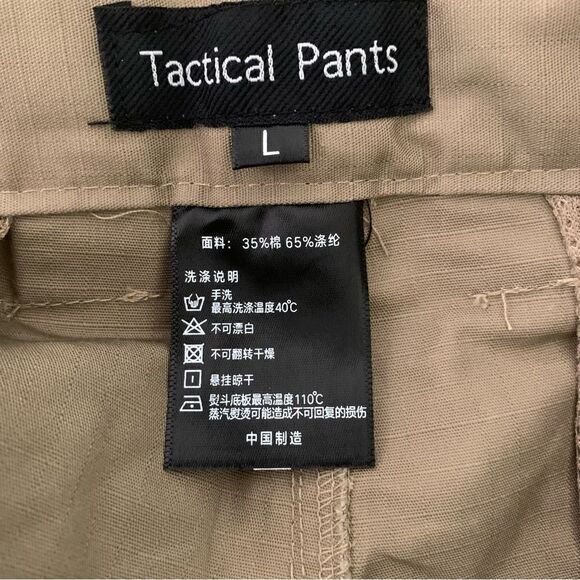 Tactical Pants
L
面料： 35%棉 65%涤纶
洗涤说明
手洗
最高洗涤温度40℃
不可漂白
不可翻转干燥
悬挂晾干
熨斗底板最高温度110℃
蒸汽熨烫可能造成不可回复的损伤
中国制造